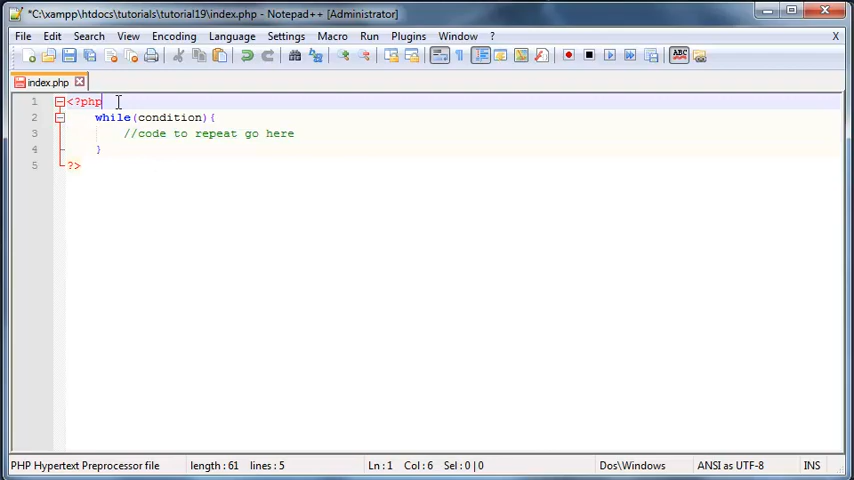 *C:\xampp\htdocs\tutorials\tutorial19\index.php - Notepad++ [Administrator]
File Edit Search View Encoding Language Settings Macro Run Plugins Window ? X
ABC
index.php
1 <?php
2 while(condition){
3 //code to repeat go here
4 }
5 ?>
PHP Hypertext Preprocessor file length : 61 lines : 5 Ln : 1 Col : 6 Sel : 0 | 0 Dos\Windows ANSI as UTF-8 INS